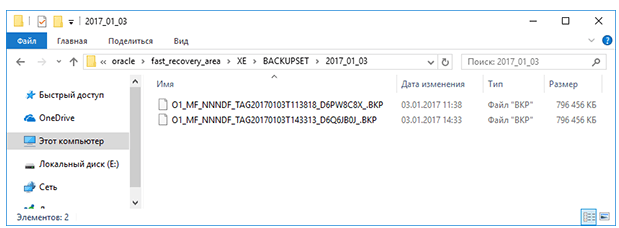 2017_01_03
Файл Главная Поделиться Вид
« oracle › fast_recovery_area › XE › BACKUPSET › 2017_01_03
Поиск: 2017_01_03
Имя Дата изменения Тип Размер
O1_MF_NNNDF_TAG20170103T113818_D6PW8C8X_.BKP 03.01.2017 11:38 Файл "BKP" 796 456 КБ
O1_MF_NNNDF_TAG20170103T143313_D6Q6JB0J_.BKP 03.01.2017 14:33 Файл "BKP" 796 456 КБ
Быстрый доступ
OneDrive
Этот компьютер
Локальный диск (E:)
Сеть
Элементов: 2